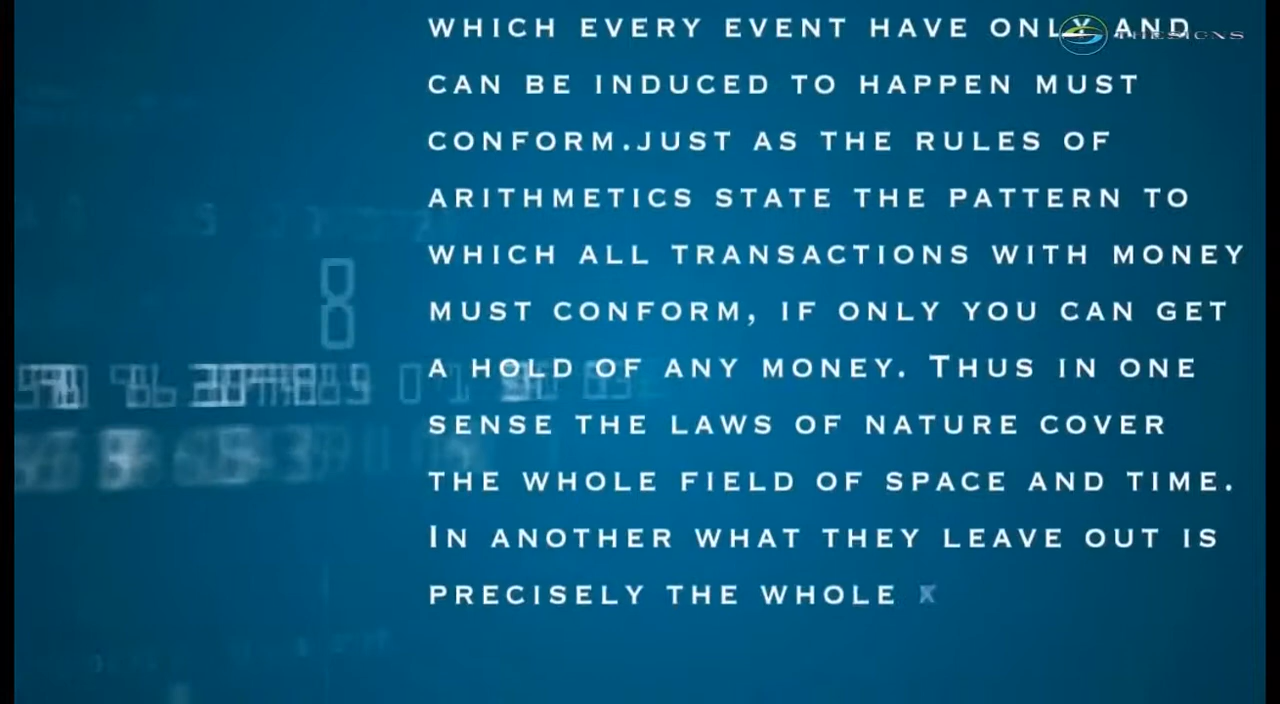 WHICH EVERY EVENT HAVE ONLY AND
THESIGNS
CAN BE INDUCED TO HAPPEN MUST
CONFORM.JUST AS THE RULES OF
ARITHMETICS STATE THE PATTERN TO
WHICH ALL TRANSACTIONS WITH MONEY
MUST CONFORM, IF ONLY YOU CAN GET
A HOLD OF ANY MONEY. THUS IN ONE
SENSE THE LAWS OF NATURE COVER
THE WHOLE FIELD OF SPACE AND TIME.
IN ANOTHER WHAT THEY LEAVE OUT IS
PRECISELY THE WHOLE